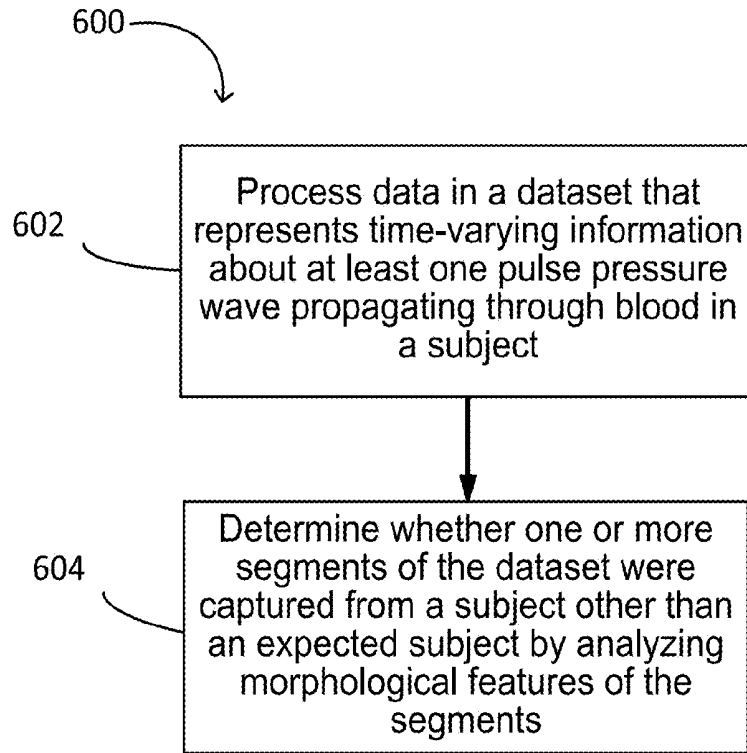 600
602
Process data in a dataset that
represents time-varying information
about at least one pulse pressure
wave propagating through blood in
a subject
604
Determine whether one or more
segments of the dataset were
captured from a subject other than
an expected subject by analyzing
morphological features of the
segments